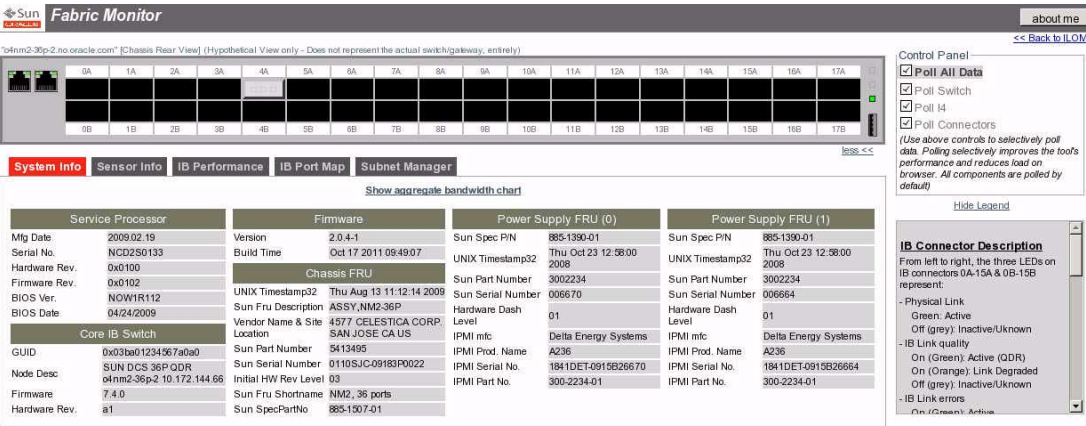 Sun
ORACLE
Fabric Monitor
about me
<< Back to ILOM
"o4nm2-36p-2.no.oracle.com" [Chassis Rear View] (Hypothetical View only - Does not represent the actual switch/gateway, entirely)
0A 1A 2A 3A 4A 5A 6A 7A 8A 9A 10A 11A 12A 13A 14A 15A 16A 17A
0B 1B 2B 3B 4B 5B 6B 7B 8B 9B 10B 11B 12B 13B 14B 15B 16B 17B
less <<
System Info Sensor Info IB Performance IB Port Map Subnet Manager
Show aggregate bandwidth chart
Service Processor
Mfg Date 2009.02.19
Serial No. NCD2S0133
Hardware Rev. 0x0100
Firmware Rev. 0x0102
BIOS Ver. NOW1R112
BIOS Date 04/24/2009
Core IB Switch
GUID 0x03ba01234567a0a0
Node Desc SUN DCS 36P QDR
o4nm2-36p-2 10.172.144.66
Firmware 7.4.0
Hardware Rev. a1
Firmware
Version 2.0.4-1
Build Time Oct 17 2011 09:49:07
Chassis FRU
UNIX Timestamp32 Thu Aug 13 11:12:14 2009
Sun Fru Description ASSY,NM2-36P
Vendor Name & Site 4577 CELESTICA CORP.
Location SAN JOSE CA US
Sun Part Number 5413495
Sun Serial Number 0110SJC-09183P0022
Initial HW Rev Level 03
Sun Fru Shortname NM2, 36 ports
Sun SpecPartNo 885-1507-01
Power Supply FRU (0)
Sun Spec P/N 885-1390-01
UNIX Timestamp32 Thu Oct 23 12:58:00
2008
Sun Part Number 3002234
Sun Serial Number 006670
Hardware Dash
Level 01
IPMI mfc Delta Energy Systems
IPMI Prod. Name A236
IPMI Serial No. 1841DET-0915B26670
IPMI Part No. 300-2234-01
Power Supply FRU (1)
Sun Spec P/N 885-1390-01
UNIX Timestamp32 Thu Oct 23 12:58:00
2008
Sun Part Number 3002234
Sun Serial Number 006664
Hardware Dash
Level 01
IPMI mfc Delta Energy Systems
IPMI Prod. Name A236
IPMI Serial No. 1841DET-0915B26664
IPMI Part No. 300-2234-01
Control Panel
Poll All Data
Poll Switch
Poll I4
Poll Connectors
(Use above controls to selectively poll
data. Polling selectively improves the tool's
performance and reduces load on
browser. All components are polled by
default)
Hide Legend
IB Connector Description
From left to right, the three LEDs on
IB connectors 0A-15A & 0B-15B
represent:
- Physical Link
Green: Active
Off (grey): Inactive/Uknown
- IB Link quality
On (Green): Active (QDR)
On (Orange): Link Degraded
Off (grey): Inactive/Uknown
- IB Link errors
On (Green): Active